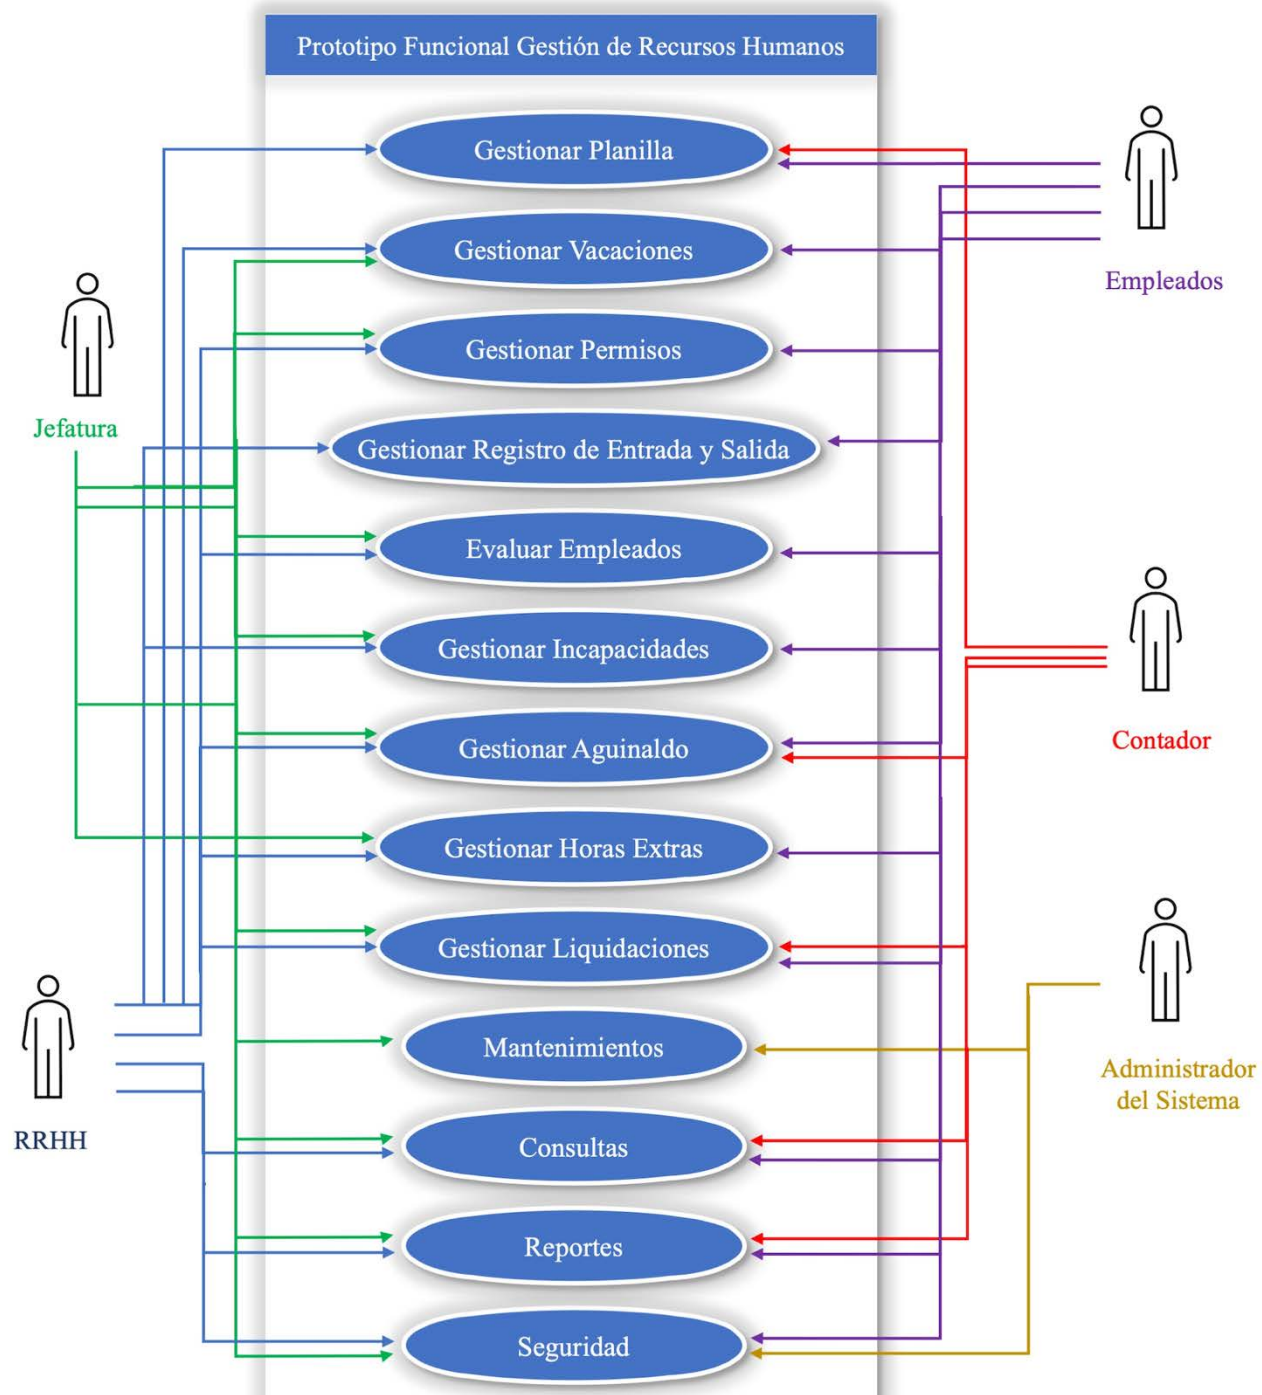 Prototipo Funcional Gestión de Recursos Humanos
Gestionar Planilla
Gestionar Vacaciones
Empleados
Gestionar Permisos
Jefatura
Gestionar Registro de Entrada y Salida
Evaluar Empleados
Gestionar Incapacidades
Gestionar Aguinaldo
Contador
Gestionar Horas Extras
Gestionar Liquidaciones
Mantenimientos
Administrador
del Sistema
RRHH
Consultas
Reportes
Seguridad